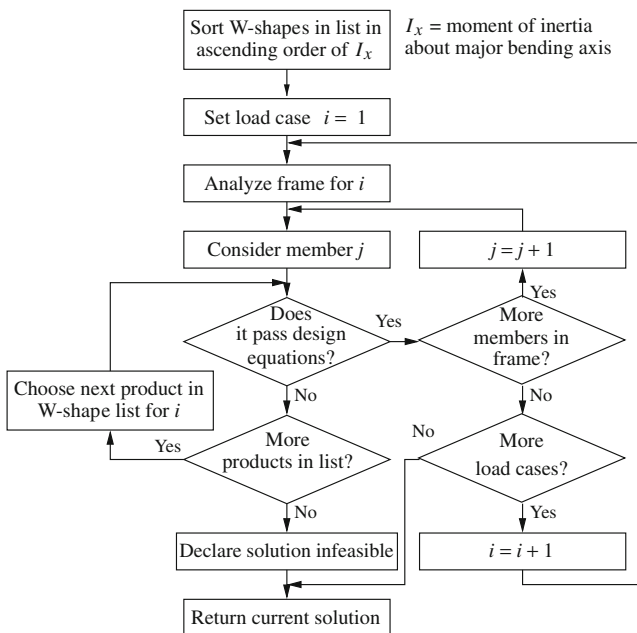 Sort W-shapes in list in
ascending order of Iₓ
Iₓ = moment of inertia
about major bending axis
Set load case i = 1
Analyze frame for i
Consider member j
j = j + 1
Yes
Does
it pass design
equations?
Yes
More
members in
frame?
Choose next product in
W-shape list for i
No
No
Yes
More
products in list?
No
More
load cases?
No
Yes
Declare solution infeasible
i = i + 1
Return current solution